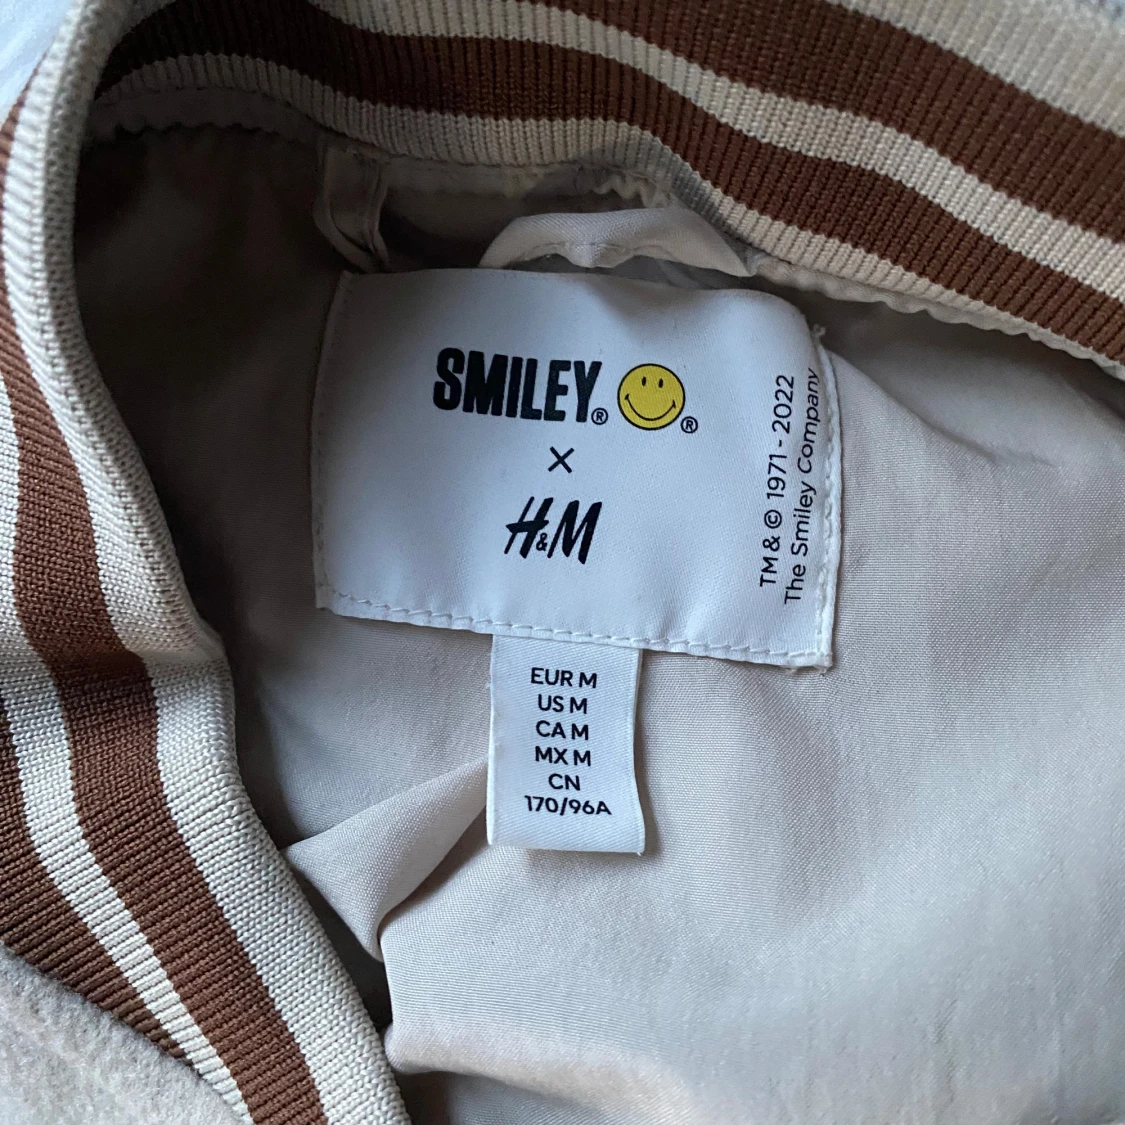 SMILEY® ®
×
H&M
TM & © 1971 - 2022
The Smiley Company
EUR M
US M
CA M
MX M
CN
170/96A